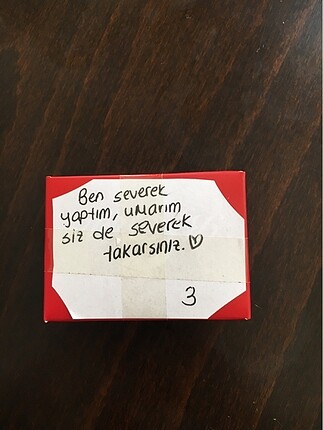 Ben severek
yaptım, umarım
siz de severek
takarsınız.♡
3